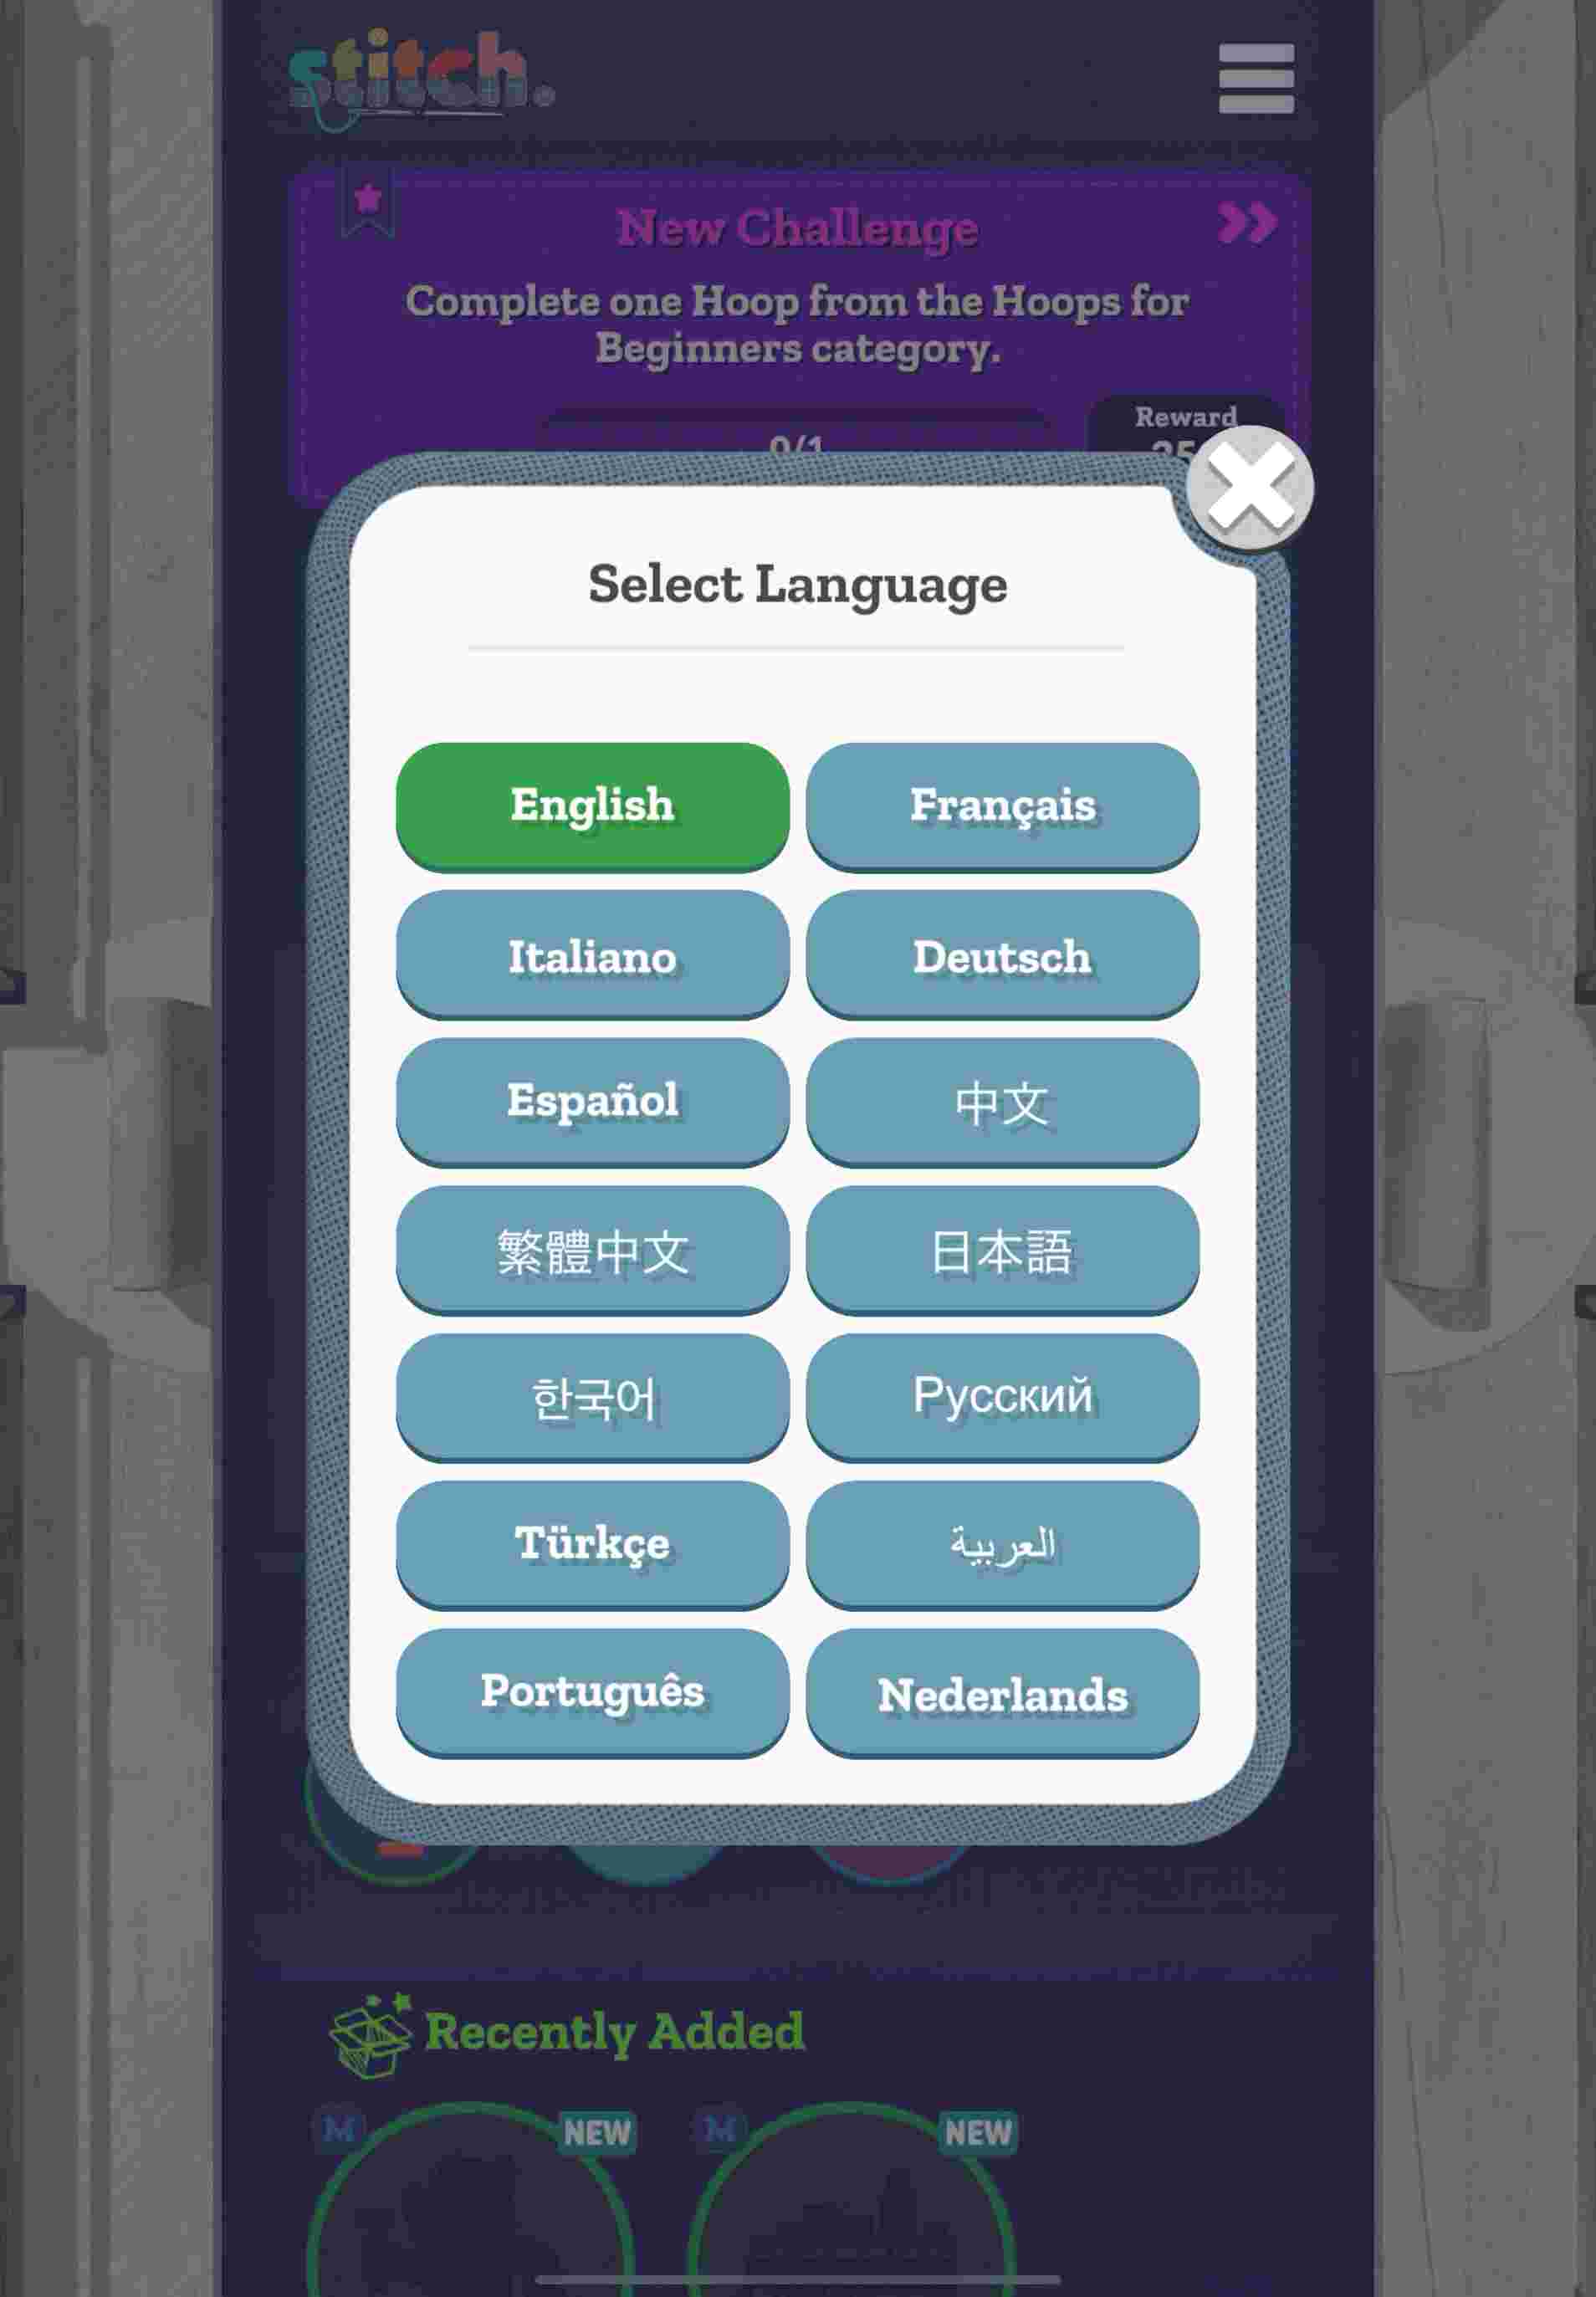 stitch.
New Challenge
Complete one Hoop from the Hoops for
Beginners category.
Reward
0/1
Select Language
English
Français
Italiano
Deutsch
Español
中文
繁體中文
日本語
한국어
Русский
Türkçe
العربية
Português
Nederlands
Recently Added
M
NEW
M
NEW